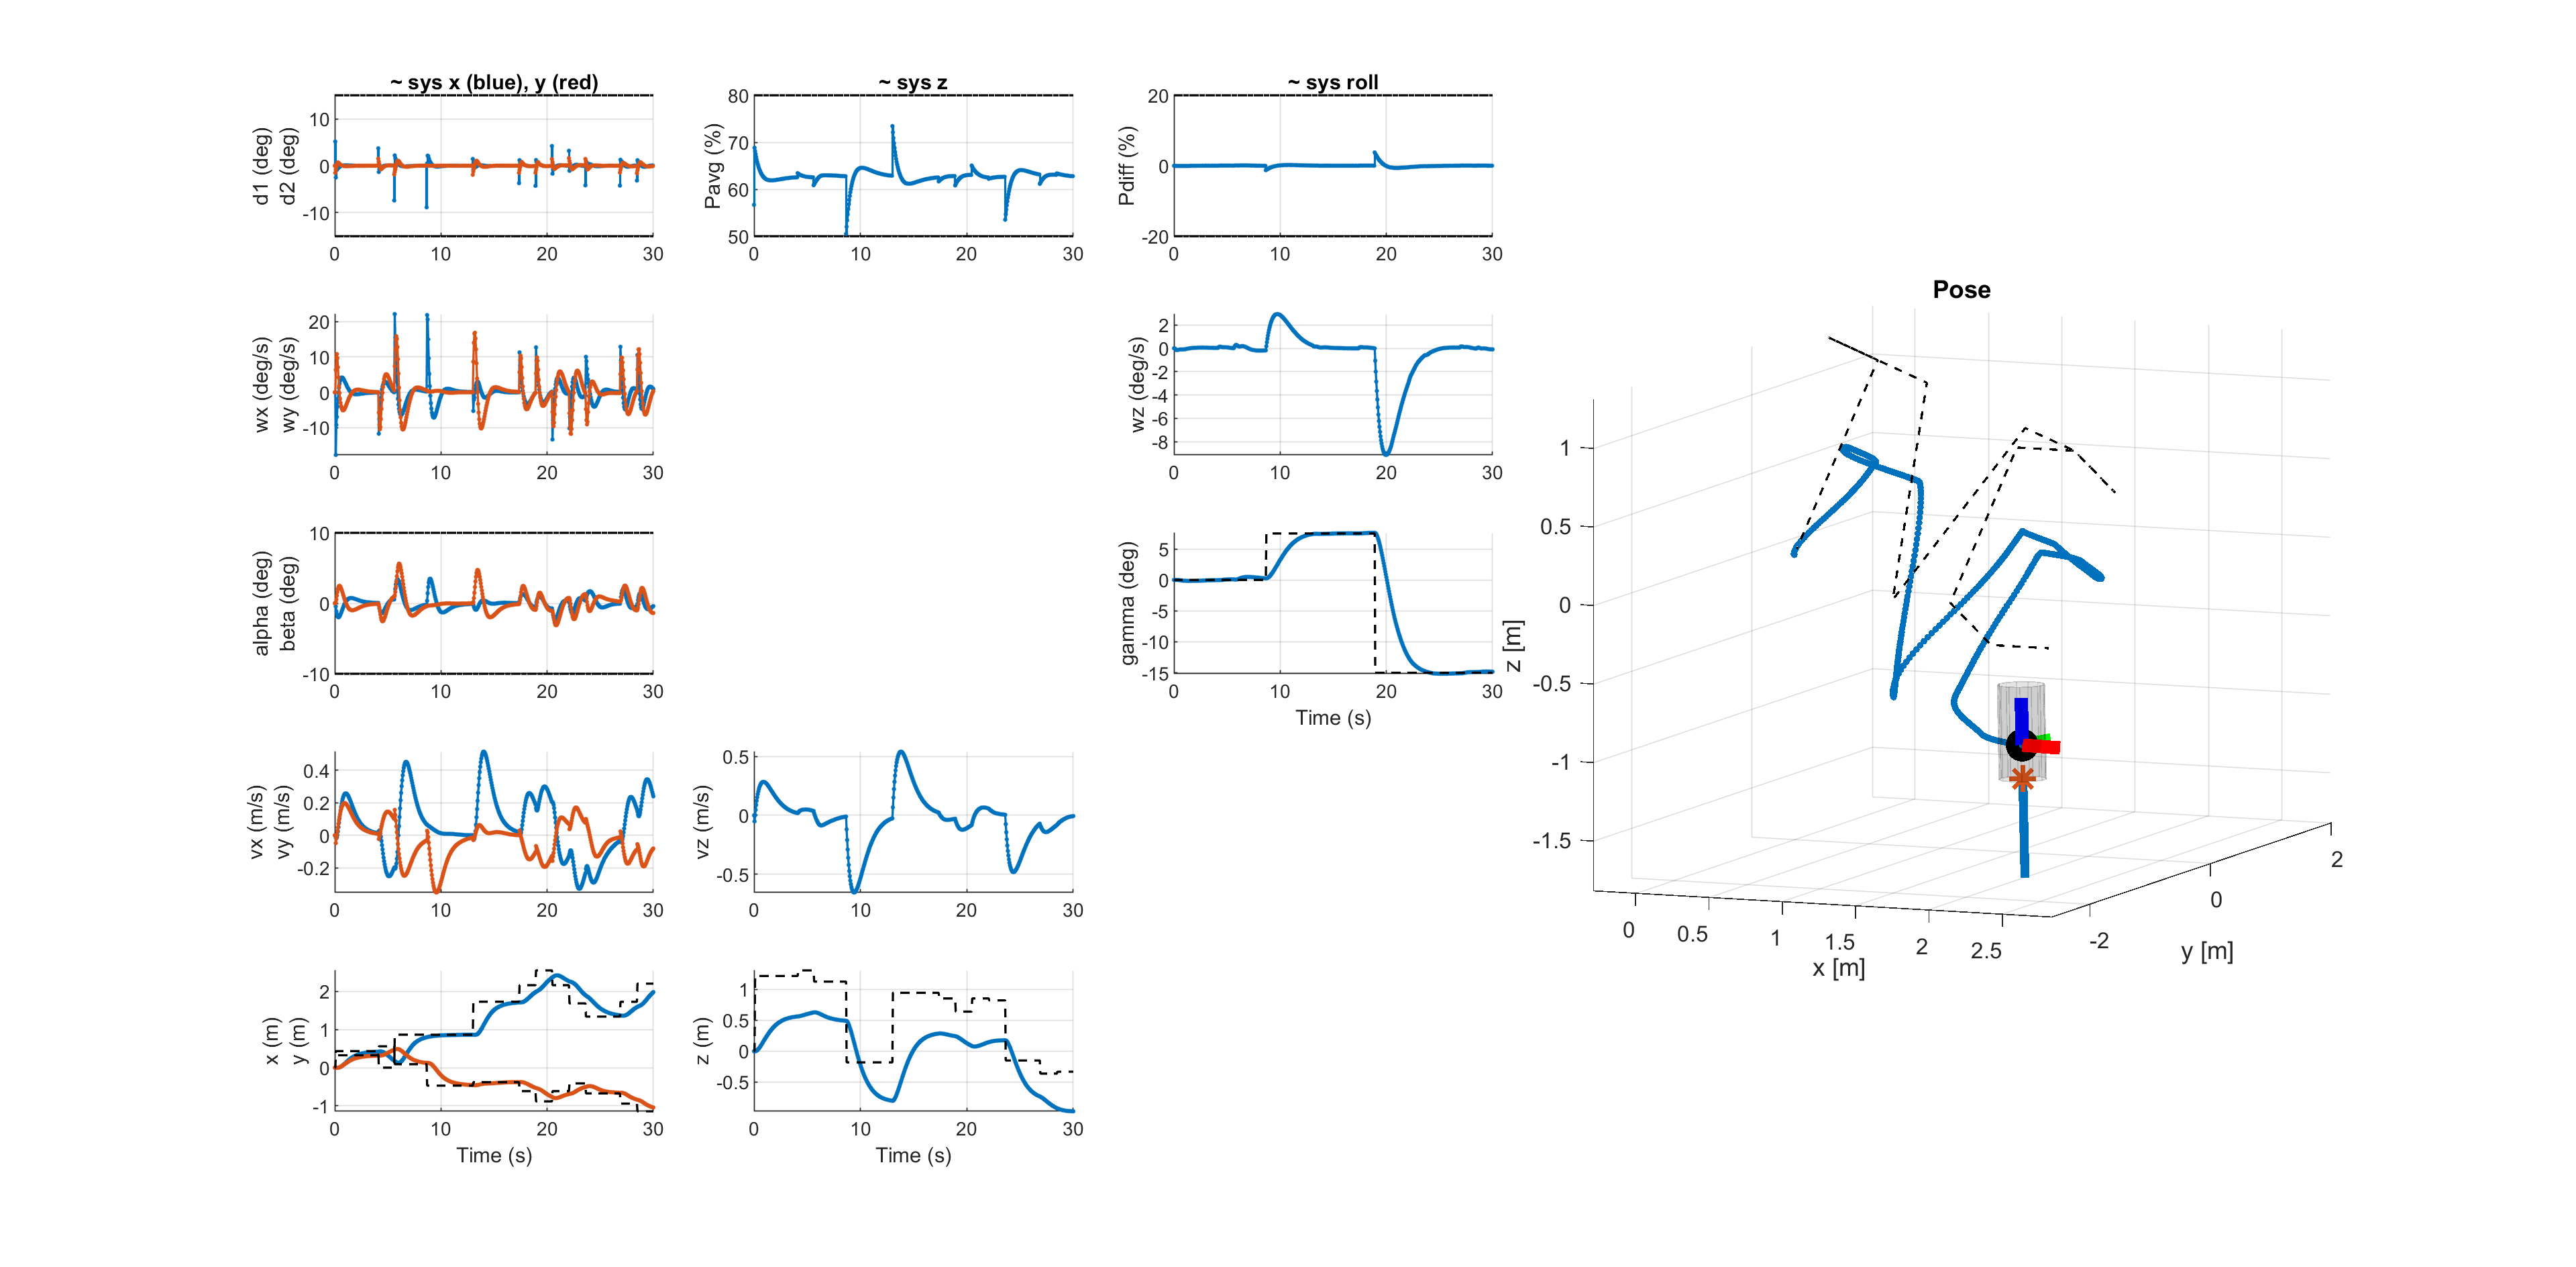 ~ sys x (blue), y (red)
d1 (deg)
d2 (deg)
10
0
-10
0 10 20 30
~ sys z
Pavg (%)
80
70
60
50
0 10 20 30
~ sys roll
Pdiff (%)
20
0
-20
0 10 20 30
wx (deg/s)
wy (deg/s)
20
10
0
-10
0 10 20 30
wz (deg/s)
2
0
-2
-4
-6
-8
0 10 20 30
alpha (deg)
beta (deg)
10
0
-10
0 10 20 30
gamma (deg)
5
0
-5
-10
-15
0 10 20 30
Time (s)
vx (m/s)
vy (m/s)
0.4
0.2
0
-0.2
0 10 20 30
vz (m/s)
0.5
0
-0.5
0 10 20 30
x (m)
y (m)
2
1
0
-1
0 10 20 30
Time (s)
z (m)
1
0.5
0
-0.5
0 10 20 30
Time (s)
Pose
z [m]
1
0.5
0
-0.5
-1
-1.5
0 0.5 1 1.5 2 2.5
x [m]
-2 0 2
y [m]